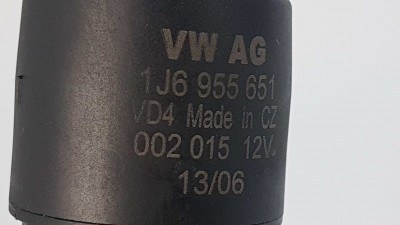 VW AG
1J6 955 651
VD4 Made in CZ
002 015 12V-
13/06